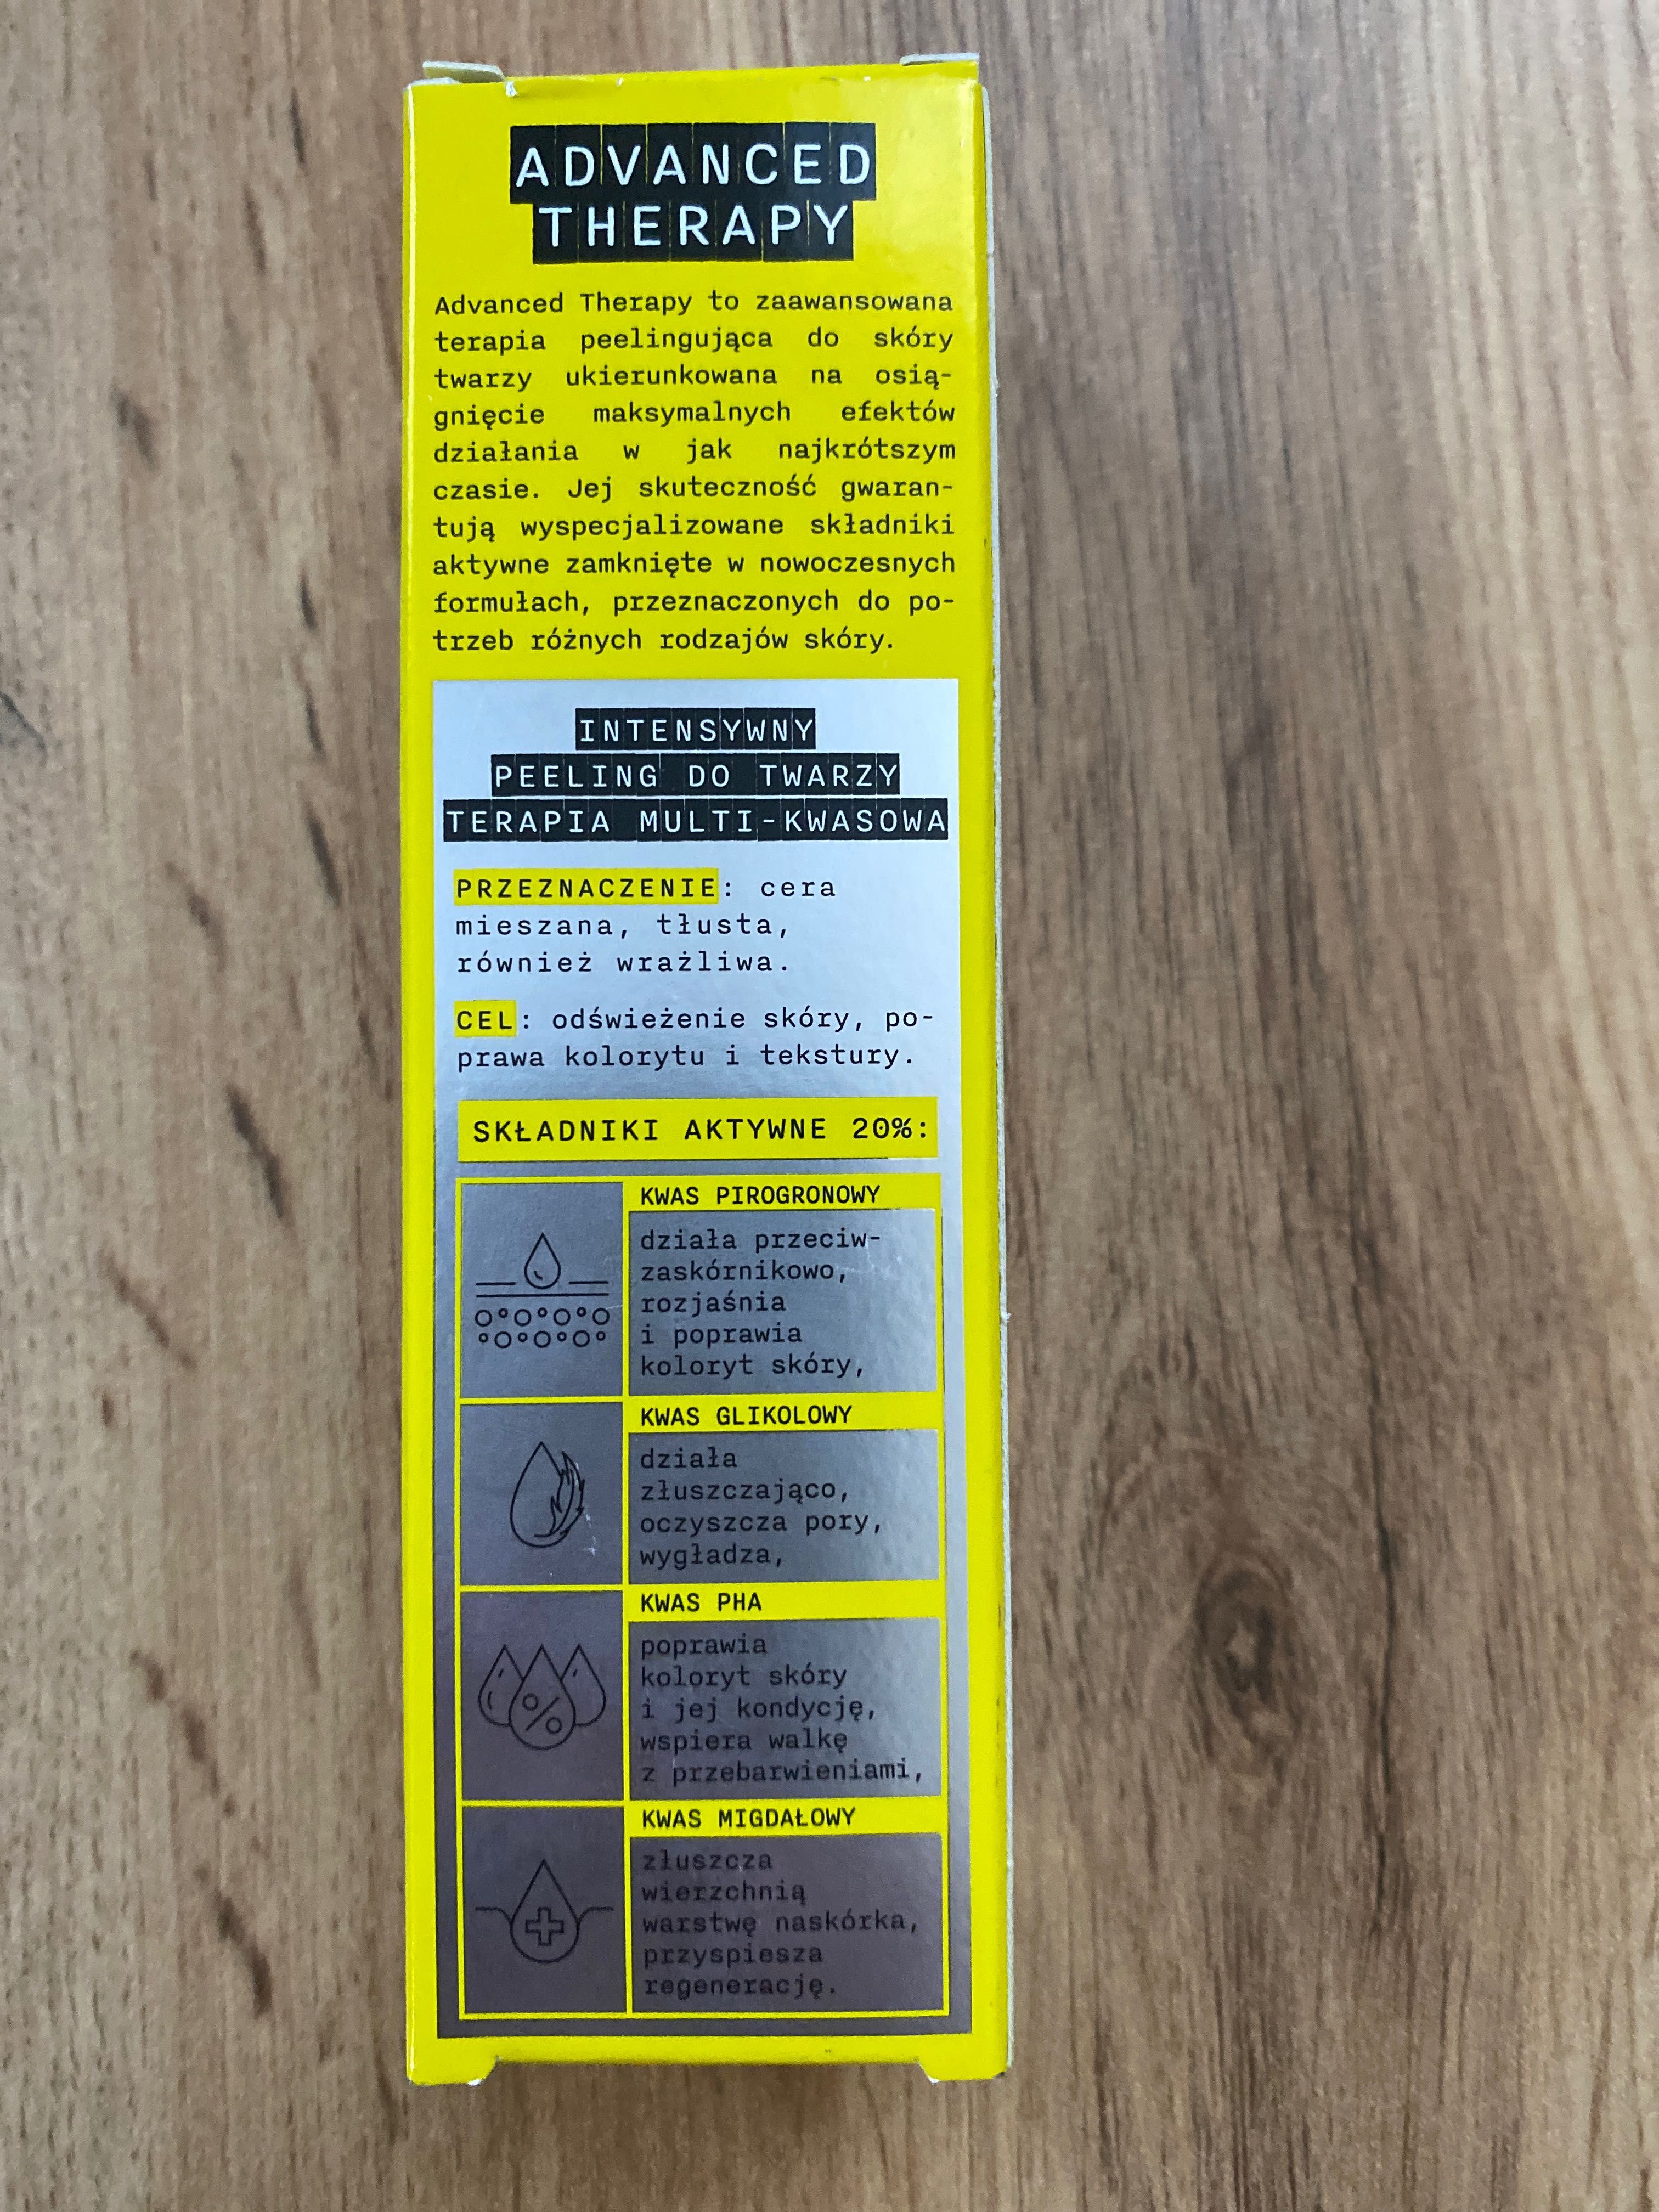 ADVANCED
THERAPY
Advanced Therapy to zaawansowana
terapia peelingująca do skóry
twarzy ukierunkowana na osią-
gnięcie maksymalnych efektów
działania w jak najkrótszym
czasie. Jej skuteczność gwaran-
tują wyspecjalizowane składniki
aktywne zamknięte w nowoczesnych
formułach, przeznaczonych do po-
trzeb różnych rodzajów skóry.
INTENSYWNY
PEELING DO TWARZY
TERAPIA MULTI-KWASOWA
PRZEZNACZENIE: cera
mieszana, tłusta,
również wrażliwa.
CEL: odświeżenie skóry, po-
prawa kolorytu i tekstury.
SKŁADNIKI AKTYWNE 20%:
KWAS PIROGRONOWY
działa przeciw-
zaskórnikowo,
rozjaśnia
i poprawia
koloryt skóry,
KWAS GLIKOLOWY
działa
złuszczająco,
oczyszcza pory,
wygładza,
KWAS PHA
poprawia
koloryt skóry
i jej kondycję,
wspiera walkę
z przebarwieniami,
%
KWAS MIGDAŁOWY
złuszcza
wierzchnią
warstwę naskórka,
przyspiesza
regenerację.